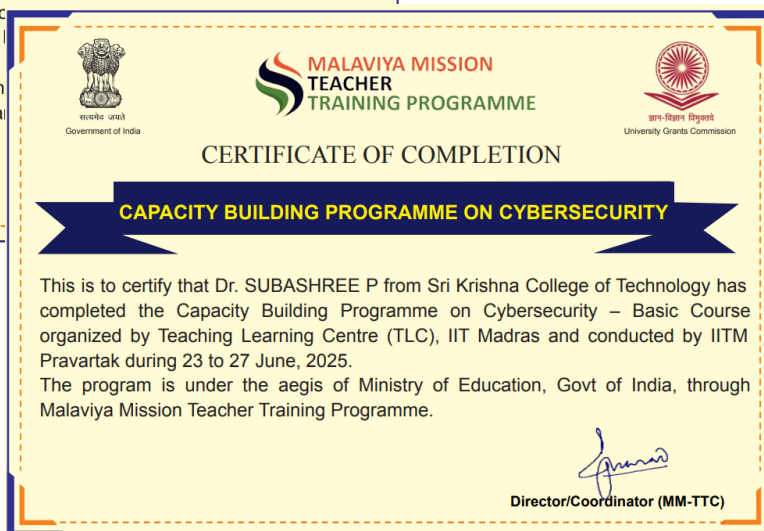 MALAVIYA MISSION
TEACHER
TRAINING PROGRAMME
सत्यमेव जयते
Government of India
ज्ञान-विज्ञान विमुक्तये
University Grants Commission
CERTIFICATE OF COMPLETION
CAPACITY BUILDING PROGRAMME ON CYBERSECURITY
This is to certify that Dr. SUBASHREE P from Sri Krishna College of Technology has
completed the Capacity Building Programme on Cybersecurity – Basic Course
organized by Teaching Learning Centre (TLC), IIT Madras and conducted by IITM
Pravartak during 23 to 27 June, 2025.
The program is under the aegis of Ministry of Education, Govt of India, through
Malaviya Mission Teacher Training Programme.
Director/Coordinator (MM-TTC)